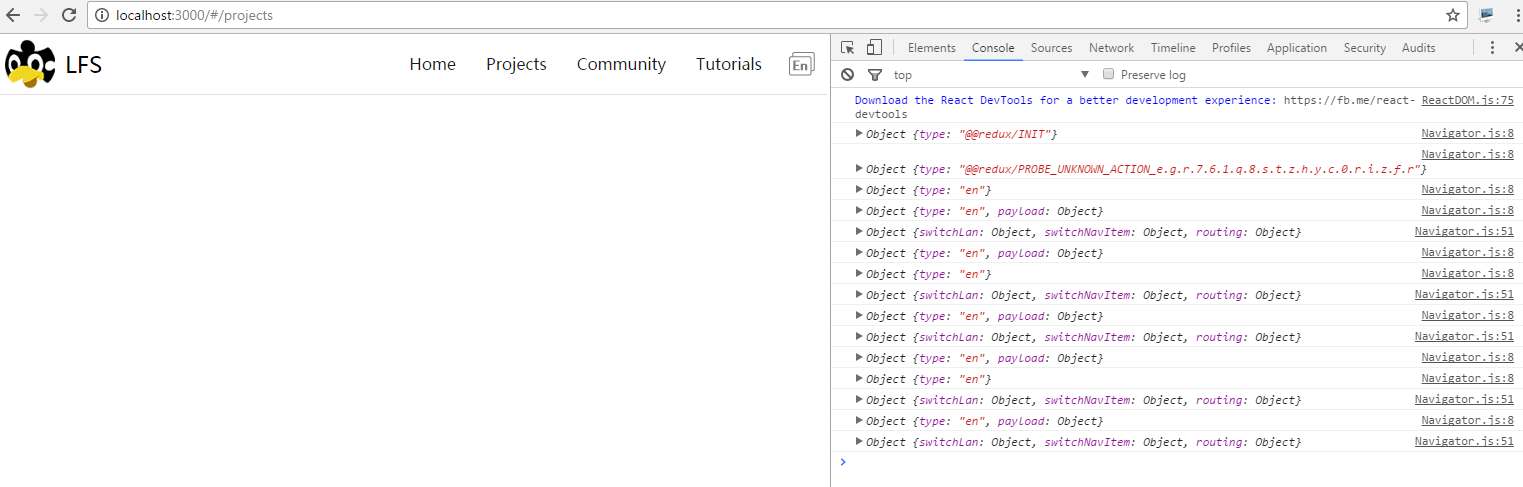 localhost:3000/#/projects
LFS
Home Projects Community Tutorials En
Elements Console Sources Network Timeline Profiles Application Security Audits
top Preserve log
Download the React DevTools for a better development experience: https://fb.me/react- ReactDOM.js:75
devtools
Object {type: "@@redux/INIT"} Navigator.js:8
Navigator.js:8
Object {type: "@@redux/PROBE_UNKNOWN_ACTION_e.g.r.7.6.1.q.8.s.t.z.h.y.c.0.r.i.z.f.r"}
Object {type: "en"} Navigator.js:8
Object {type: "en", payload: Object} Navigator.js:8
Object {switchLan: Object, switchNavItem: Object, routing: Object} Navigator.js:51
Object {type: "en", payload: Object} Navigator.js:8
Object {type: "en"} Navigator.js:8
Object {switchLan: Object, switchNavItem: Object, routing: Object} Navigator.js:51
Object {type: "en", payload: Object} Navigator.js:8
Object {switchLan: Object, switchNavItem: Object, routing: Object} Navigator.js:51
Object {type: "en", payload: Object} Navigator.js:8
Object {type: "en"} Navigator.js:8
Object {switchLan: Object, switchNavItem: Object, routing: Object} Navigator.js:51
Object {type: "en", payload: Object} Navigator.js:8
Object {switchLan: Object, switchNavItem: Object, routing: Object} Navigator.js:51